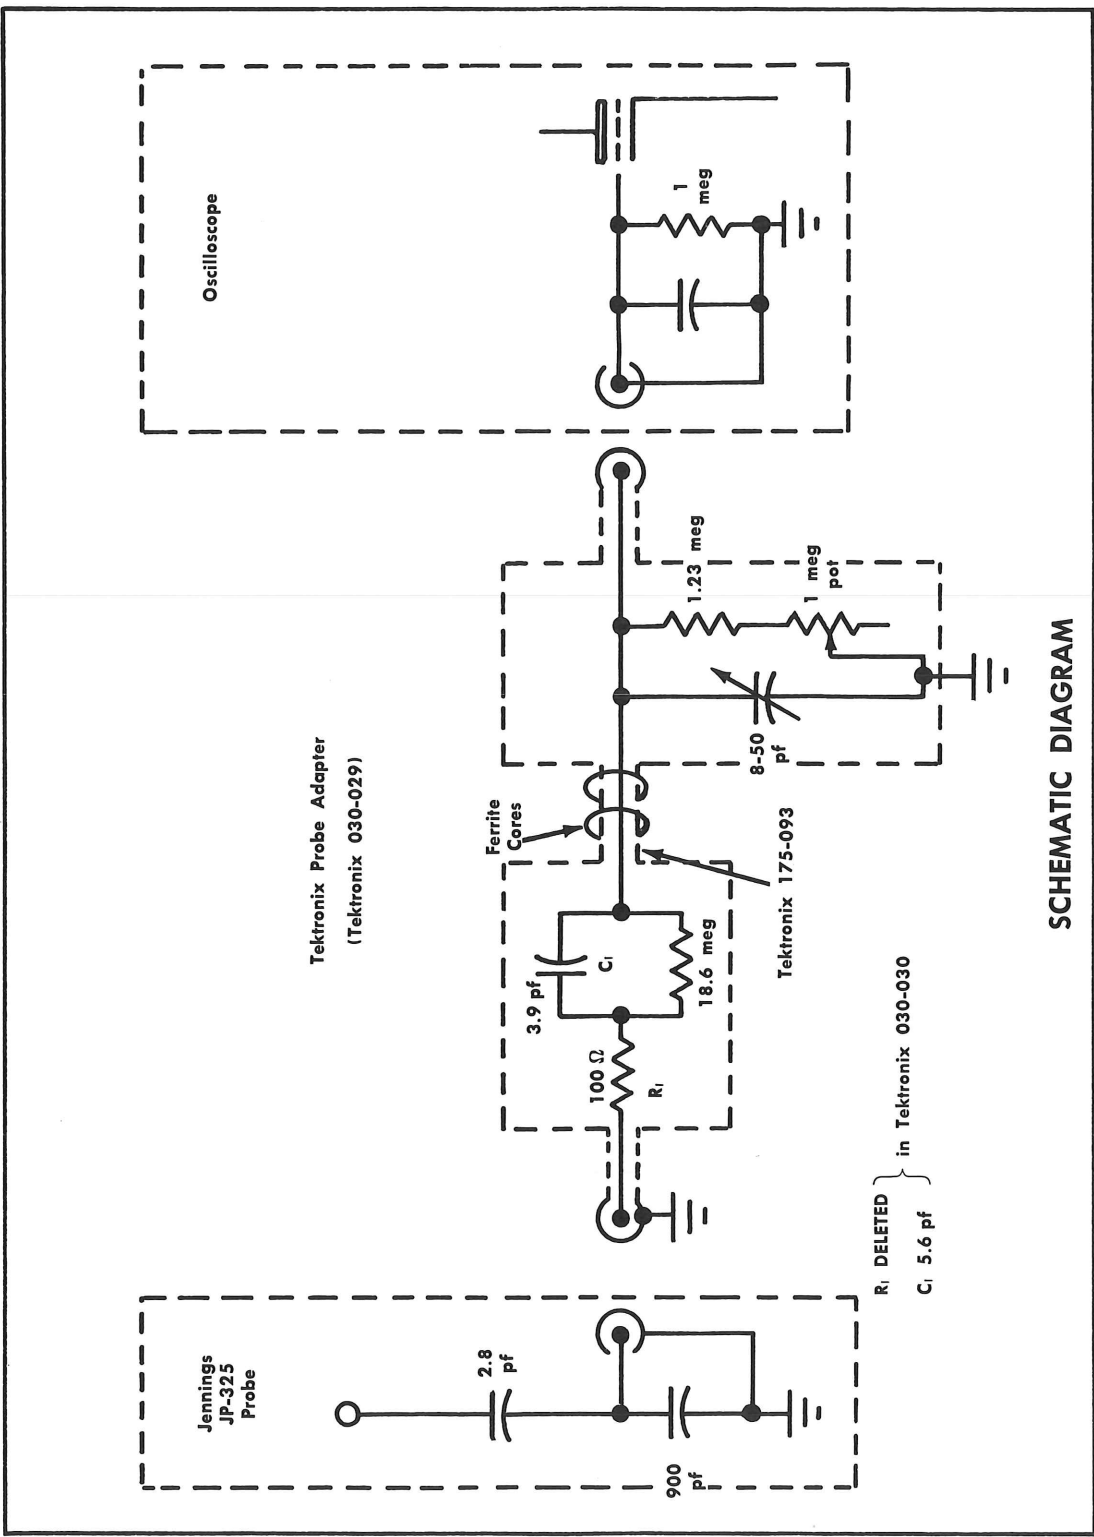 Jennings
JP-325
Probe
2.8
pf
900
pf
Tektronix Probe Adapter
(Tektronix 030-029)
100 Ω
R₁
3.9 pf
C₁
18.6 meg
Ferrite
Cores
Tektronix 175-093
8-50
pf
1.23 meg
1 meg
pot
Oscilloscope
1
meg
R₁ DELETED
C₁ 5.6 pf
in Tektronix 030-030
SCHEMATIC DIAGRAM